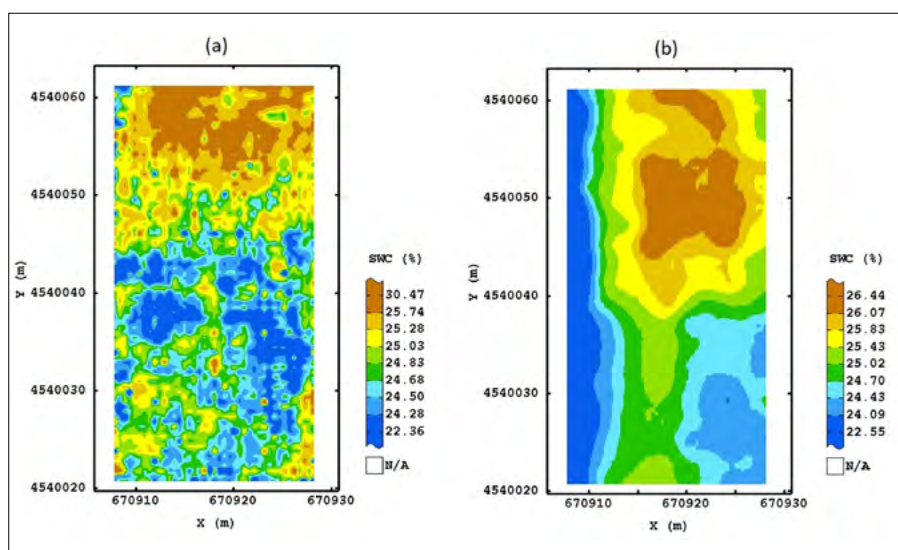 (a)
4540060
4540050
4540040
4540030
4540020
Y (m)
670910 670920 670930
X (m)
SWC (%)
30.47
25.74
25.28
25.03
24.83
24.68
24.50
24.28
22.36
N/A
(b)
4540060
4540050
4540040
4540030
4540020
Y (m)
670910 670920 670930
X (m)
SWC (%)
26.44
26.07
25.83
25.43
25.02
24.70
24.43
24.09
22.55
N/A